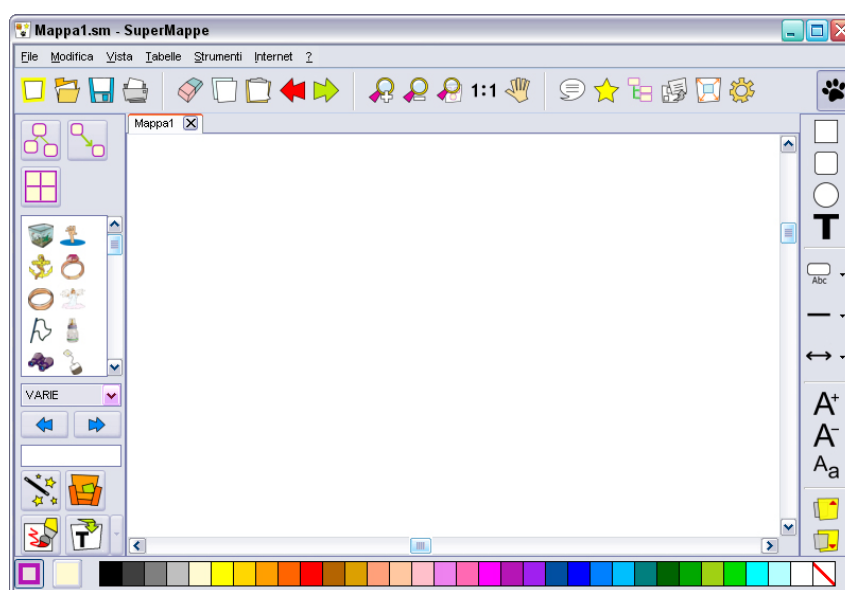 Mappa1.sm - SuperMappe
File Modifica Vista Tabelle Strumenti Internet ?
1:1
Mappa1
T
Abc
VARIE
A+
A-
Aa
T